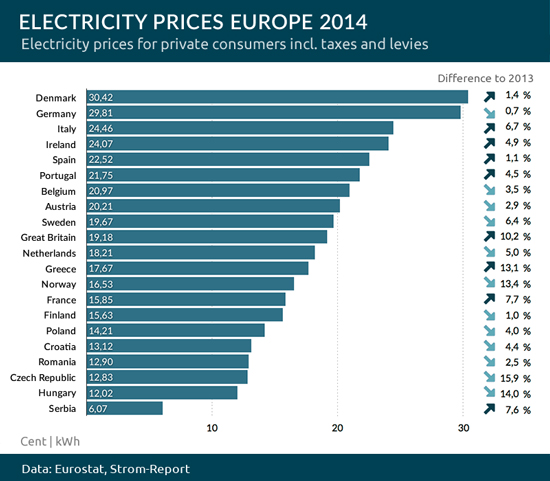 ELECTRICITY PRICES EUROPE 2014
Electricity prices for private consumers incl. taxes and levies
Difference to 2013
Denmark 30,42 1,4 %
Germany 29,81 0,7 %
Italy 24,46 6,7 %
Ireland 24,07 4,9 %
Spain 22,52 1,1 %
Portugal 21,75 4,5 %
Belgium 20,97 3,5 %
Austria 20,21 2,9 %
Sweden 19,67 6,4 %
Great Britain 19,18 10,2 %
Netherlands 18,21 5,0 %
Greece 17,67 13,1 %
Norway 16,53 13,4 %
France 15,85 7,7 %
Finland 15,63 1,0 %
Poland 14,21 4,0 %
Croatia 13,12 4,4 %
Romania 12,90 2,5 %
Czech Republic 12,83 15,9 %
Hungary 12,02 14,0 %
Serbia 6,07 7,6 %
10 20 30
Cent | kWh
Data: Eurostat, Strom-Report